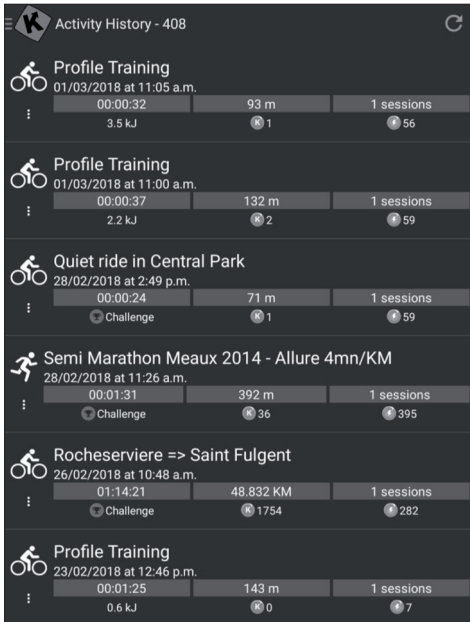 K Activity History - 408
Profile Training
01/03/2018 at 11:05 a.m.
00:00:32 93 m 1 sessions
3.5 kJ K 1 56
Profile Training
01/03/2018 at 11:00 a.m.
00:00:37 132 m 1 sessions
2.2 kJ K 2 59
Quiet ride in Central Park
28/02/2018 at 2:49 p.m.
00:00:24 71 m 1 sessions
Challenge K 1 59
Semi Marathon Meaux 2014 - Allure 4mn/KM
28/02/2018 at 11:26 a.m.
00:01:31 392 m 1 sessions
Challenge K 36 395
Rocheserviere => Saint Fulgent
26/02/2018 at 10:48 a.m.
01:14:21 48.832 KM 1 sessions
Challenge K 1754 282
Profile Training
23/02/2018 at 12:46 p.m.
00:01:25 143 m 1 sessions
0.6 kJ K 0 7